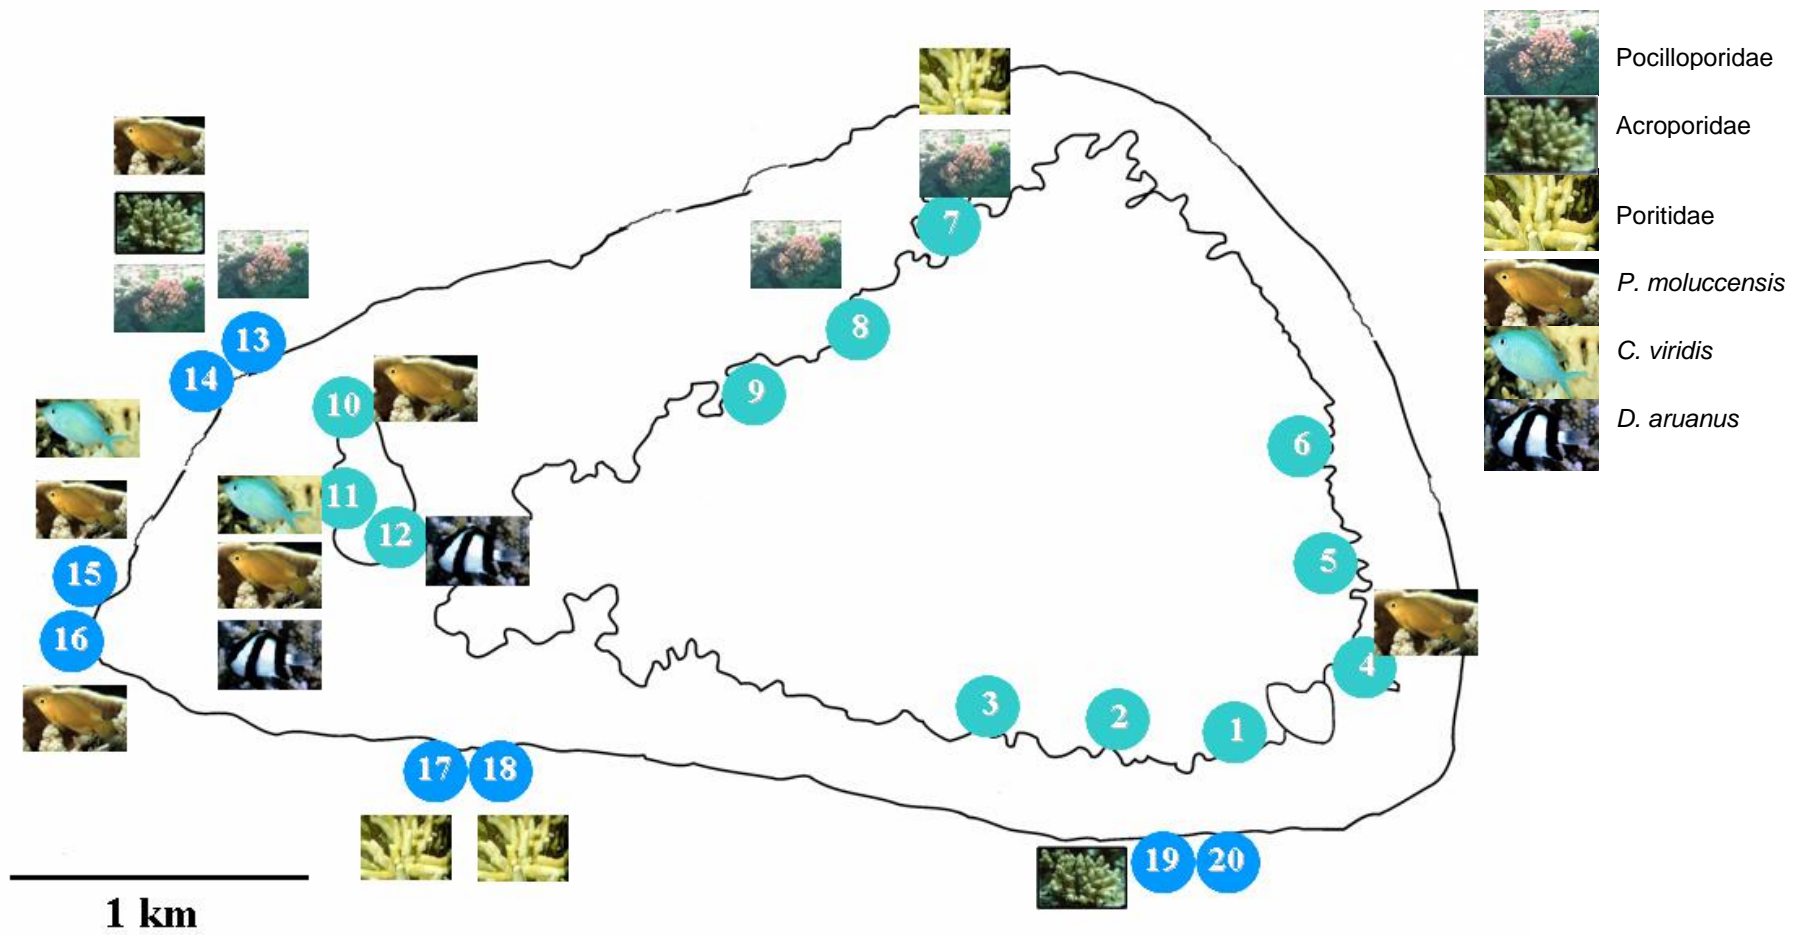 Pocilloporidae
Acroporidae
Poritidae
P. moluccensis
C. viridis
D. aruanus
7
8
13
14
9
10
6
11
12
5
15
16
4
3
2
1
17
18
19
20
1 km